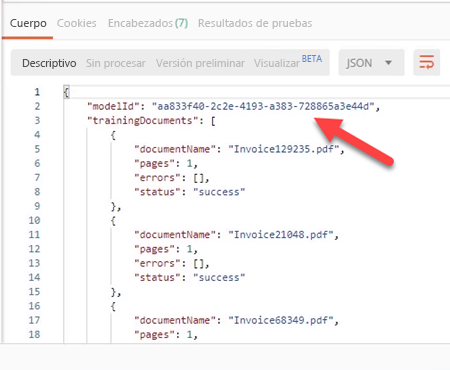 Cuerpo Cookies Encabezados (7) Resultados de pruebas
Descriptivo Sin procesar Versión preliminar Visualizar BETA JSON
1 {
2 "modelId": "aa833f40-2c2e-4193-a383-728865a3e44d",
3 "trainingDocuments": [
4 {
5 "documentName": "Invoice129235.pdf",
6 "pages": 1,
7 "errors": [],
8 "status": "success"
9 },
10 {
11 "documentName": "Invoice21048.pdf",
12 "pages": 1,
13 "errors": [],
14 "status": "success"
15 },
16 {
17 "documentName": "Invoice68349.pdf",
18 "pages": 1,